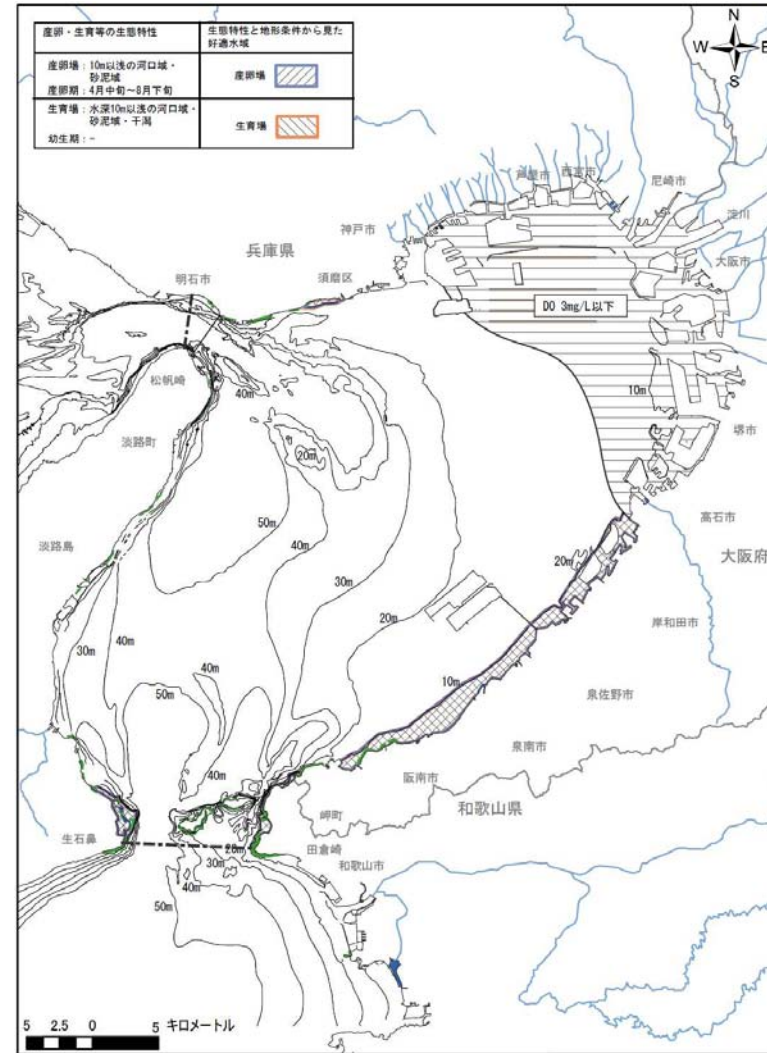 産卵・生育等の生態特性
生態特性と地形条件から見た
好適水域
産卵場:10m以浅の河口域・
砂泥域
産卵期:4月中旬~8月下旬
産卵場
生育場:水深10m以浅の河口域・
砂泥域・干潟
幼生期:-
生育場
N
W
E
S
芦屋市
西宮市
尼崎市
淀川
神戸市
兵庫県
大阪市
明石市
須磨区
DO 3mg/L以下
10m
松帆崎
40m
堺市
淡路町
20m
50m
高石市
淡路島
40m
20m
大阪府
30m
岸和田市
20m
30m
40m
10m
40m
泉佐野市
50m
泉南市
40m
阪南市
和歌山県
岬町
生石鼻
20m
田倉崎
30m
和歌山市
40m
50m
5
2.5
0
5
キロメートル